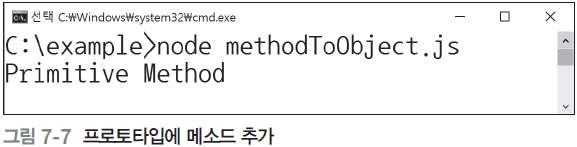 선택 C:\Windows\system32\cmd.exe
C:\example>node methodToObject.js
Primitive Method
그림 7-7 프로토타입에 메소드 추가